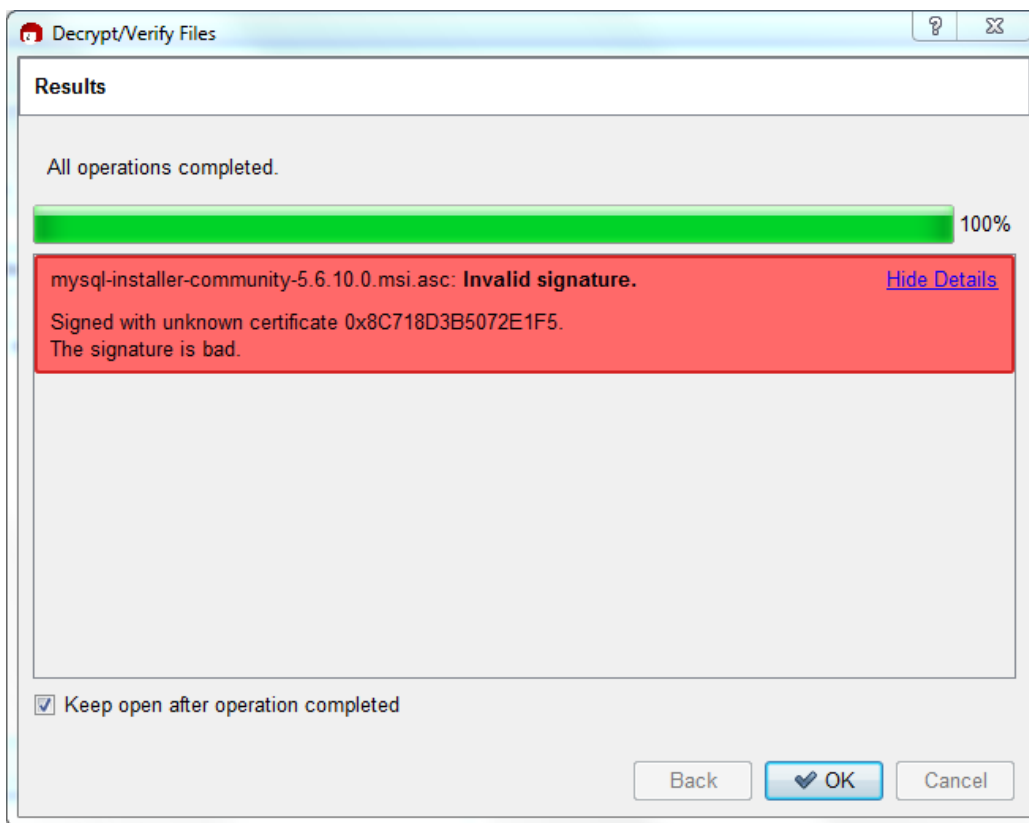 Decrypt/Verify Files
Results
All operations completed.
100%
mysql-installer-community-5.6.10.0.msi.asc: Invalid signature. Hide Details
Signed with unknown certificate 0x8C718D3B5072E1F5.
The signature is bad.
Keep open after operation completed
Back OK Cancel